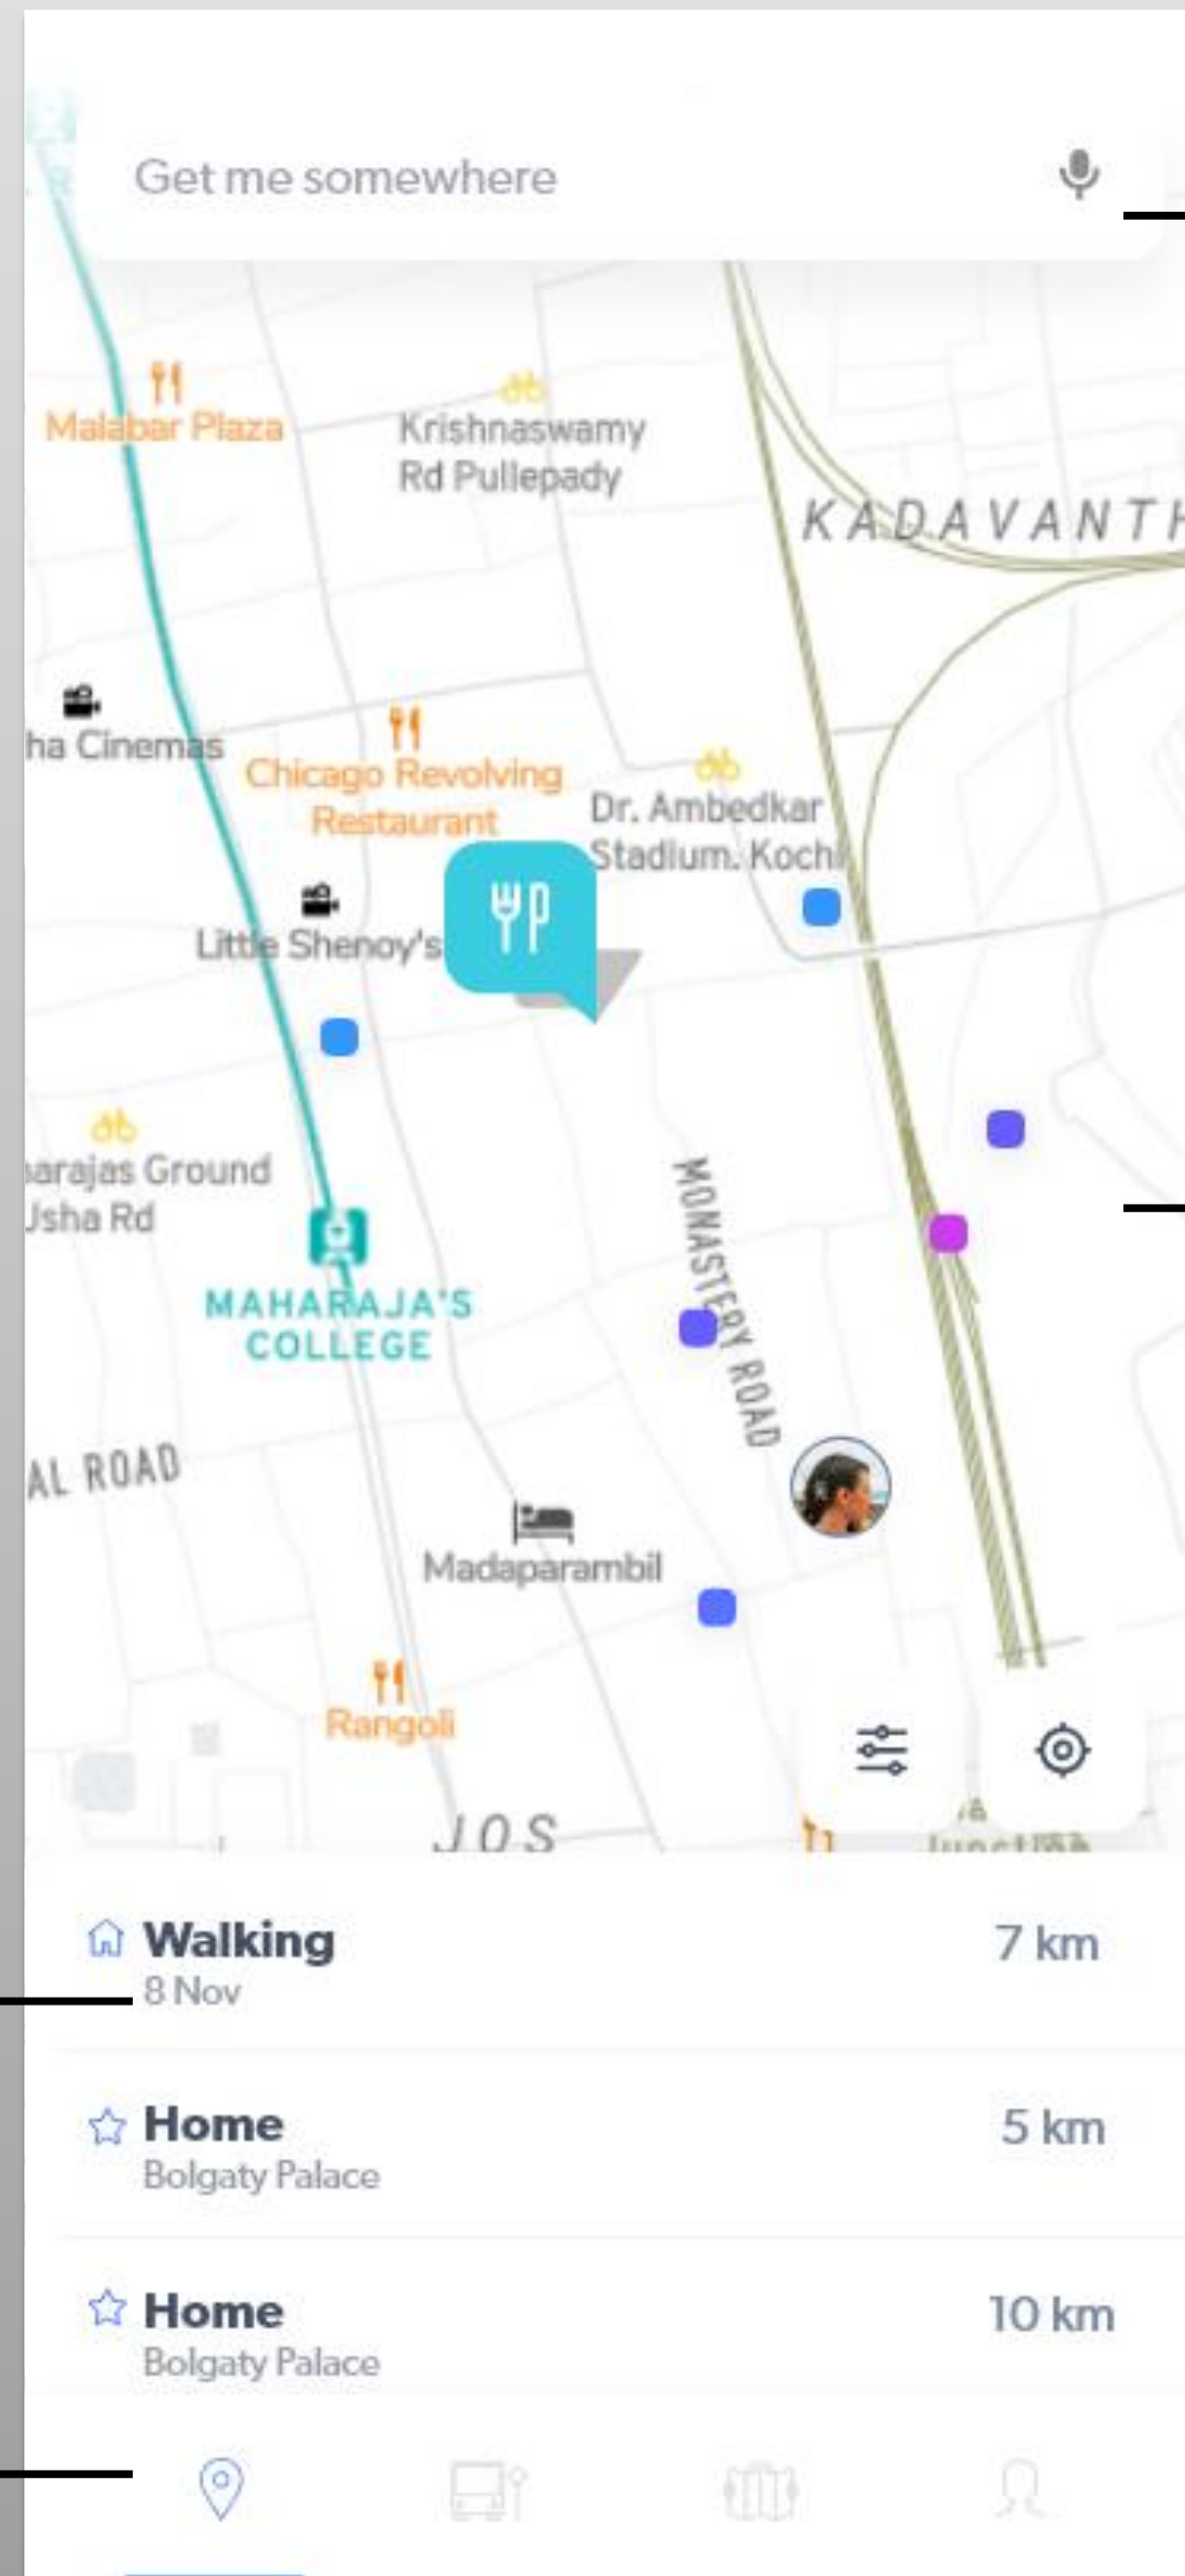 Get me somewhere
Malabar Plaza
Krishnaswamy
Rd Pullepady
KADAVANTH
ha Cinemas
Chicago Revolving
Restaurant
Dr. Ambedkar
Stadium. Kochi
Little Shenoy's
arajas Ground
Usha Rd
MONASTERY ROAD
MAHARAJA'S
COLLEGE
AL ROAD
Madaparambil
Rangoli
JOS
Junction
Walking
7 km
8 Nov
Home
5 km
Bolgaty Palace
Home
10 km
Bolgaty Palace